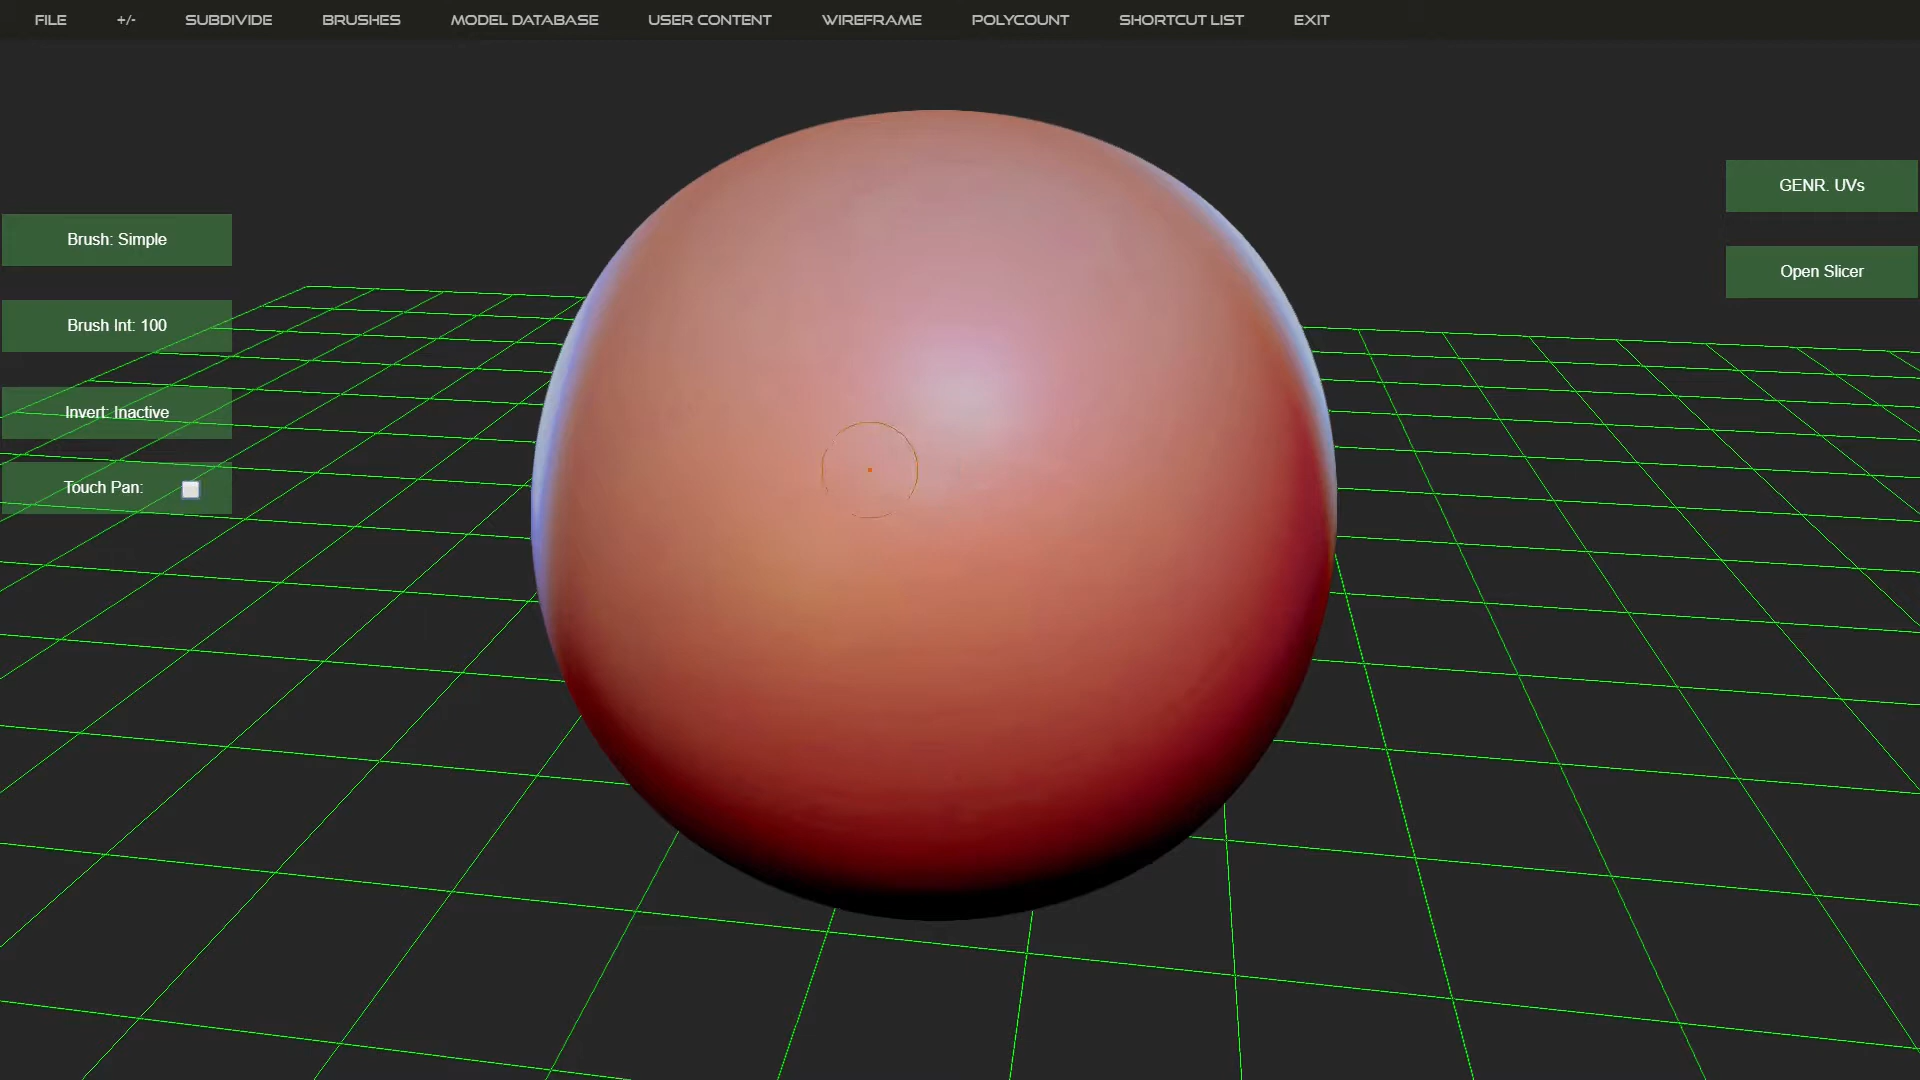 FILE +/- SUBDIVIDE BRUSHES MODEL DATABASE USER CONTENT WIREFRAME POLYCOUNT SHORTCUT LIST EXIT
GENR. UVs
Brush: Simple
Open Slicer
Brush Int: 100
Invert: Inactive
Touch Pan: